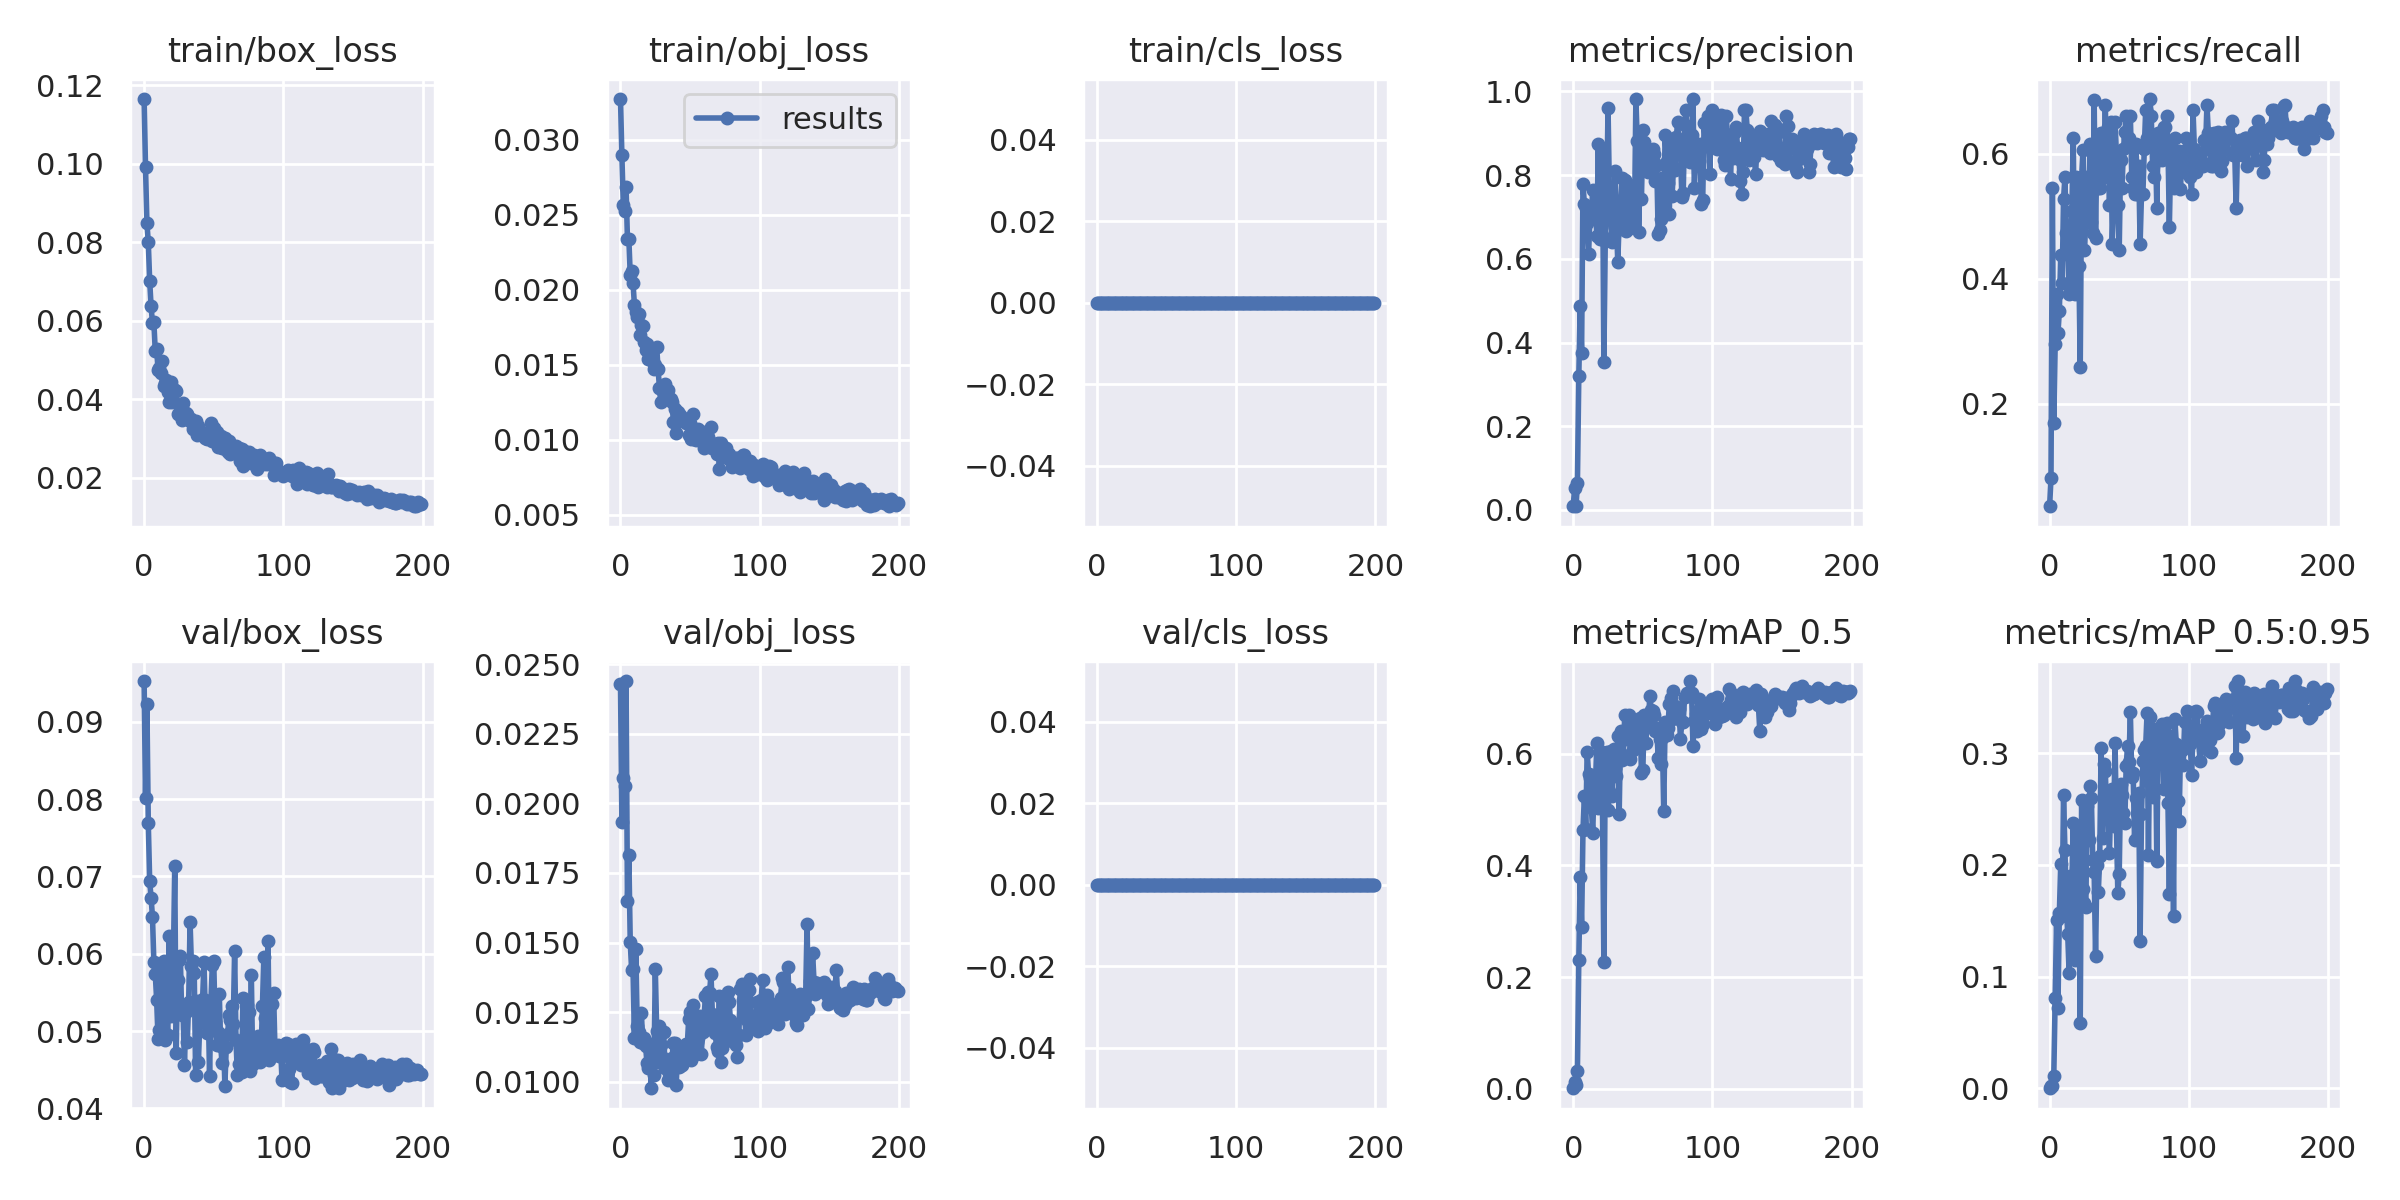 train/box_loss
train/obj_loss
train/cls_loss
metrics/precision
metrics/recall
0.12
0.10
0.08
0.06
0.04
0.02
0 100 200
results
0.030
0.025
0.020
0.015
0.010
0.005
0 100 200
0.04
0.02
0.00
−0.02
−0.04
0 100 200
1.0
0.8
0.6
0.4
0.2
0.0
0 100 200
0.6
0.4
0.2
0 100 200
val/box_loss
val/obj_loss
val/cls_loss
metrics/mAP_0.5
metrics/mAP_0.5:0.95
0.09
0.08
0.07
0.06
0.05
0.04
0 100 200
0.0250
0.0225
0.0200
0.0175
0.0150
0.0125
0.0100
0 100 200
0.04
0.02
0.00
−0.02
−0.04
0 100 200
0.6
0.4
0.2
0.0
0 100 200
0.3
0.2
0.1
0.0
0 100 200